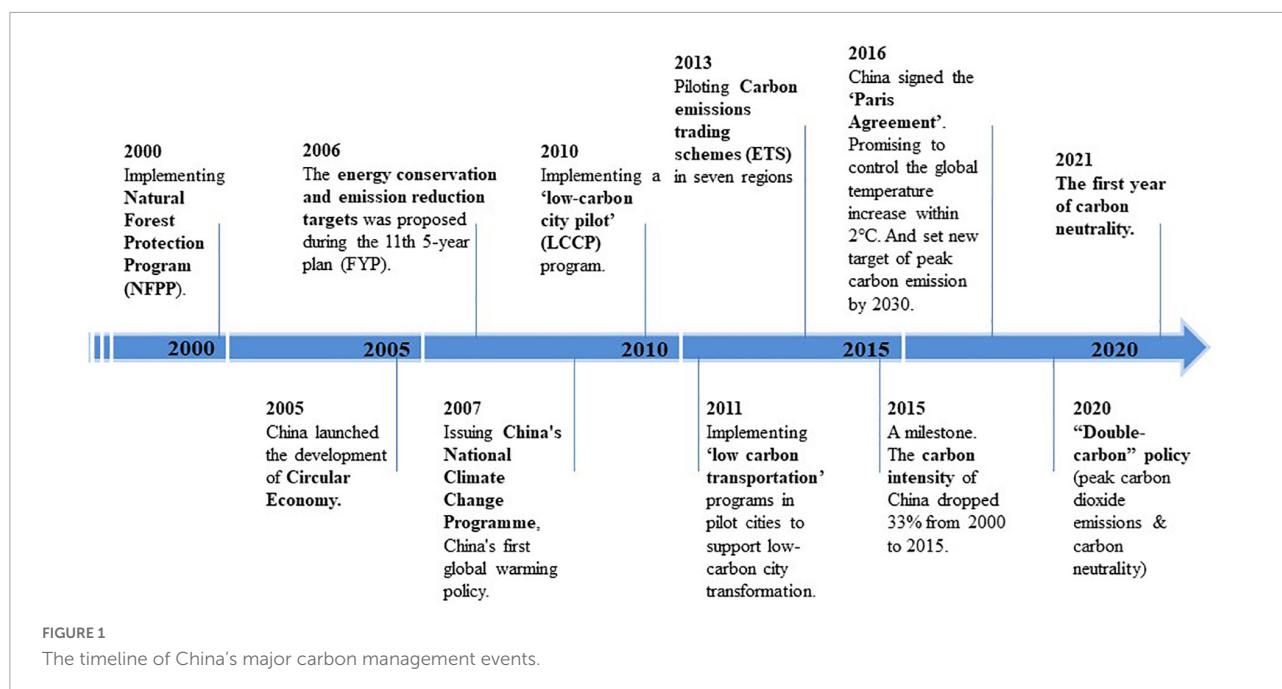 2000
Implementing
Natural
Forest
Protection
Program
(NFPP).
2006
The energy conservation
and emission reduction
targets was proposed
during the 11th 5-year
plan (FYP).
2010
Implementing a
‘low-carbon
city pilot’
(LCCP)
program.
2013
Piloting Carbon
emissions
trading
schemes (ETS)
in seven regions
2016
China signed the
‘Paris
Agreement’.
Promising to
control the global
temperature
increase within
2°C. And set new
target of peak
carbon emission
by 2030.
2021
The first year
of carbon
neutrality.
2000 2005 2010 2015 2020
2005
China launched
the development
of Circular
Economy.
2007
Issuing China's
National
Climate
Change
Programme,
China's first
global warming
policy.
2011
Implementing
‘low carbon
transportation’
programs in
pilot cities to
support low-
carbon city
transformation.
2015
A milestone.
The carbon
intensity of
China dropped
33% from 2000
to 2015.
2020
“Double-
carbon” policy
(peak carbon
dioxide
emissions &
carbon
neutrality)
FIGURE 1
The timeline of China’s major carbon management events.